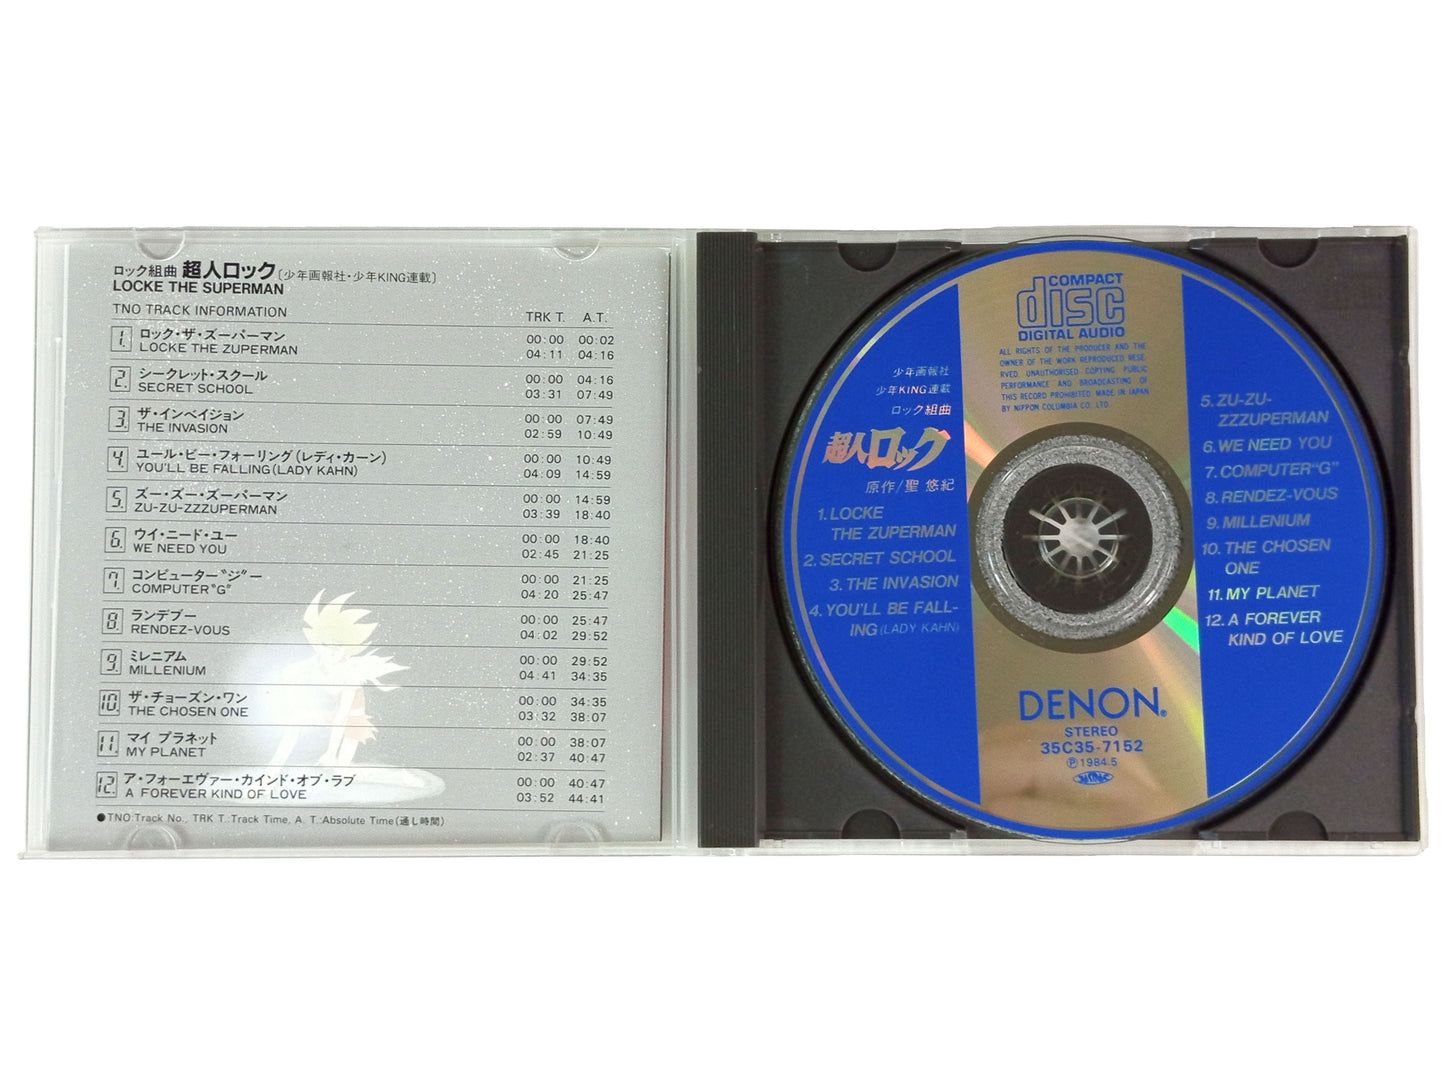 ロック組曲 超人ロック〔少年画報社・少年KING連載〕
LOCKE THE SUPERMAN
TNO TRACK INFORMATION TRK T. A.T.
1. ロック・ザ・ズーパーマン 00:00 00:02
LOCKE THE ZUPERMAN 04:11 04:16
2. シークレット・スクール 00:00 04:16
SECRET SCHOOL 03:31 07:49
3. ザ・インベイジョン 00:00 07:49
THE INVASION 02:59 10:49
4. ユール・ビー・フォーリング(レディ・カーン) 00:00 10:49
YOU'LL BE FALLING(LADY KAHN) 04:09 14:59
5. ズー・ズー・ズーパーマン 00:00 14:59
ZU-ZU-ZZZUPERMAN 03:39 18:40
6. ウイ・ニード・ユー 00:00 18:40
WE NEED YOU 02:45 21:25
7. コンピューター〝ジ〟ー 00:00 21:25
COMPUTER〝G〟 04:20 25:47
8. ランデブー 00:00 25:47
RENDEZ-VOUS 04:02 29:52
9. ミレニアム 00:00 29:52
MILLENIUM 04:41 34:35
10. ザ・チョーズン・ワン 00:00 34:35
THE CHOSEN ONE 03:32 38:07
11. マイ プラネット 00:00 38:07
MY PLANET 02:37 40:47
12. ア・フォーエヴァー・カインド・オブ・ラブ 00:00 40:47
A FOREVER KIND OF LOVE 03:52 44:41
●TNO:Track No., TRK T.:Track Time, A. T.:Absolute Time(通し時間)
COMPACT
disc
DIGITAL AUDIO
ALL RIGHTS OF THE PRODUCER AND THE
OWNER OF THE WORK REPRODUCED RESE-
RVED. UNAUTHORISED COPYING PUBLIC
PERFORMANCE AND BROADCASTING OF
THIS RECORD PROHIBITED. MADE IN JAPAN
BY NIPPON COLUMBIA CO. LTD.
少年画報社
少年KING連載
ロック組曲
超人ロック
原作/聖 悠紀
1. LOCKE
THE ZUPERMAN
2. SECRET SCHOOL
3. THE INVASION
4. YOU'LL BE FALL-
ING(LADY KAHN)
5. ZU-ZU-
ZZZUPERMAN
6. WE NEED YOU
7. COMPUTER"G"
8. RENDEZ-VOUS
9. MILLENIUM
10. THE CHOSEN
ONE
11. MY PLANET
12. A FOREVER
KIND OF LOVE
DENON®
STEREO
35C35-7152
Ⓟ1984.5